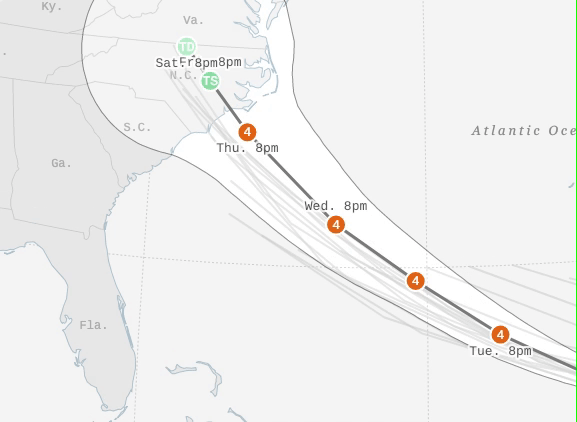 Ky.
Va.
TD
Sat. 8pm
Fri. 8pm
N.C.
TS
S.C.
4
Thu. 8pm
Atlantic Oce
Ga.
Wed. 8pm
4
4
Fla.
4
Tue. 8pm